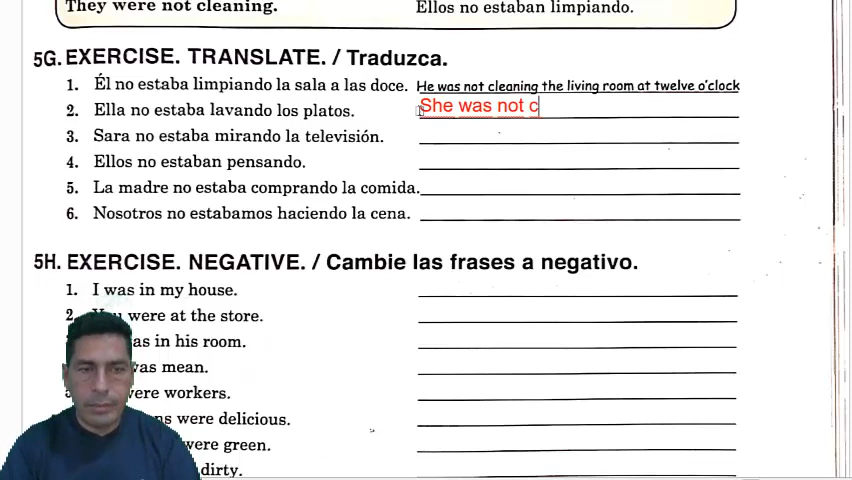 They were not cleaning. Ellos no estaban limpiando.
5G. EXERCISE. TRANSLATE. / Traduzca.
1. Él no estaba limpiando la sala a las doce. He was not cleaning the living room at twelve o'clock
2. Ella no estaba lavando los platos. She was not c
3. Sara no estaba mirando la televisión.
4. Ellos no estaban pensando.
5. La madre no estaba comprando la comida.
6. Nosotros no estabamos haciendo la cena.
5H. EXERCISE. NEGATIVE. / Cambie las frases a negativo.
1. I was in my house.
2. were at the store.
in his room.
mean.
were workers.
were delicious.
were green.
dirty.